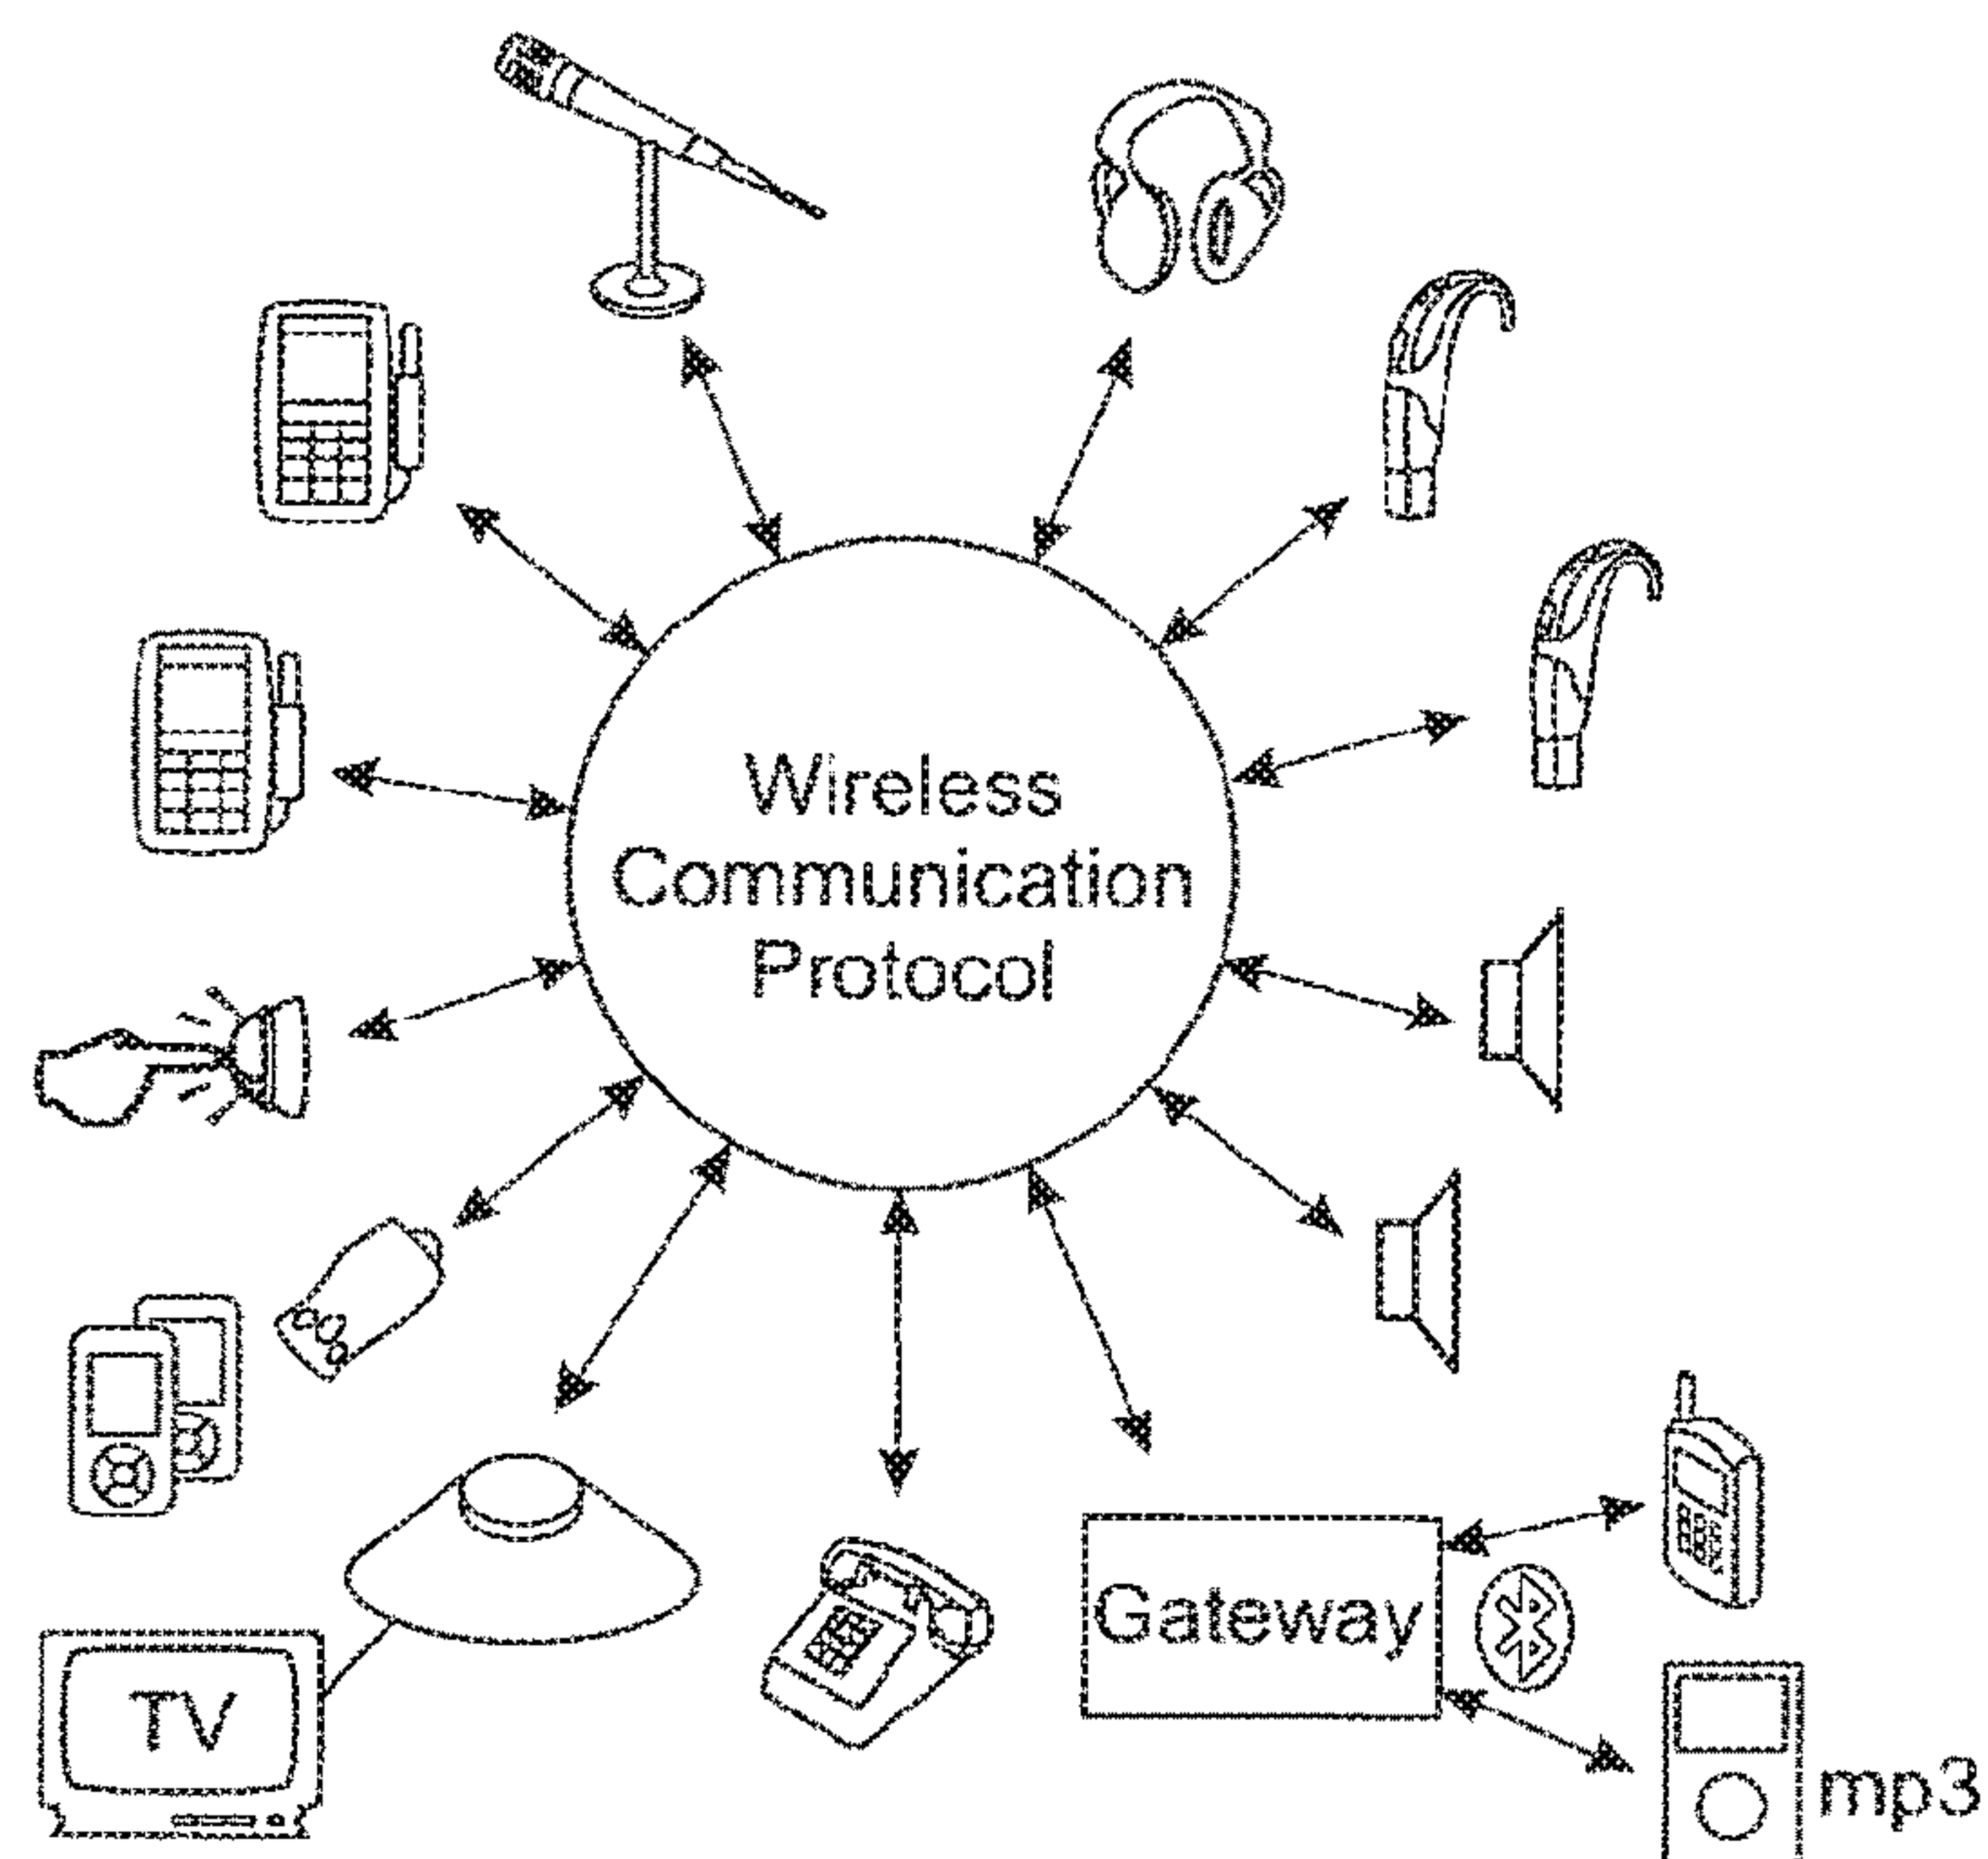 Wireless
Communication
Protocol
Gateway
TV
mp3